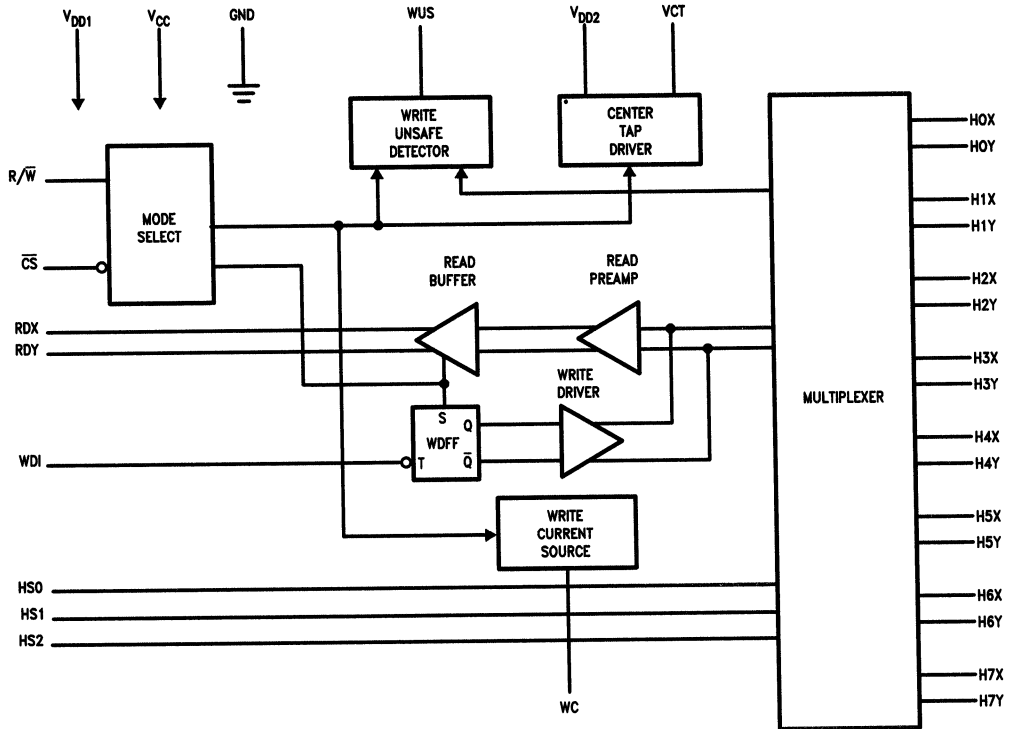 VDD1
VCC
GND
WUS
VDD2
VCT
WRITE
UNSAFE
DETECTOR
CENTER
TAP
DRIVER
R/W̅
MODE
SELECT
C̅S̅
READ
BUFFER
READ
PREAMP
RDX
RDY
WRITE
DRIVER
S
Q
WDFF
T
Q̅
WDI
WRITE
CURRENT
SOURCE
HS0
HS1
HS2
WC
MULTIPLEXER
H0X
H0Y
H1X
H1Y
H2X
H2Y
H3X
H3Y
H4X
H4Y
H5X
H5Y
H6X
H6Y
H7X
H7Y